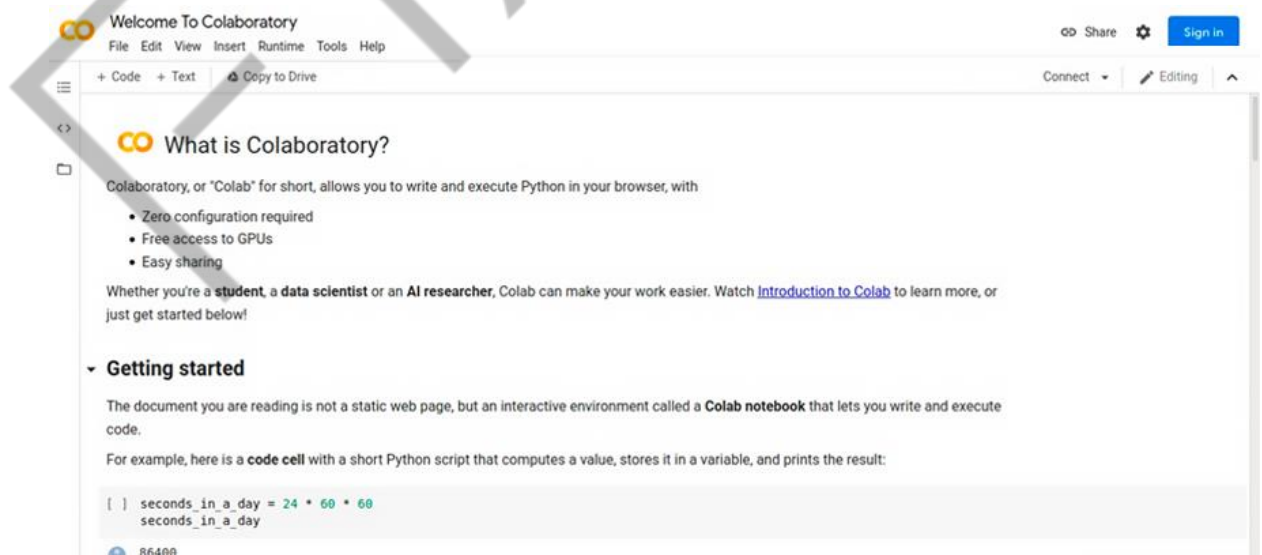 Welcome To Colaboratory
File Edit View Insert Runtime Tools Help
Share
Sign in
+ Code + Text Copy to Drive
Connect
Editing
What is Colaboratory?
Colaboratory, or "Colab" for short, allows you to write and execute Python in your browser, with
• Zero configuration required
• Free access to GPUs
• Easy sharing
Whether you're a student, a data scientist or an AI researcher, Colab can make your work easier. Watch Introduction to Colab to learn more, or
just get started below!
Getting started
The document you are reading is not a static web page, but an interactive environment called a Colab notebook that lets you write and execute
code.
For example, here is a code cell with a short Python script that computes a value, stores it in a variable, and prints the result:
[ ] seconds_in_a_day = 24 * 60 * 60
seconds_in_a_day
86400